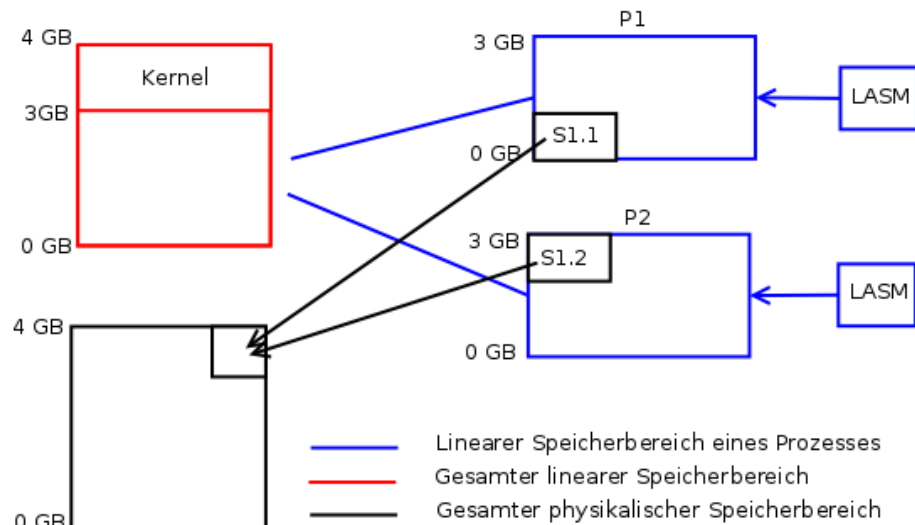 P1
4 GB
3 GB
Kernel
LASM
3GB
S1.1
0 GB
P2
0 GB
3 GB
S1.2
LASM
4 GB
0 GB
Linearer Speicherbereich eines Prozesses
Gesamter linearer Speicherbereich
Gesamter physikalischer Speicherbereich
0 GB